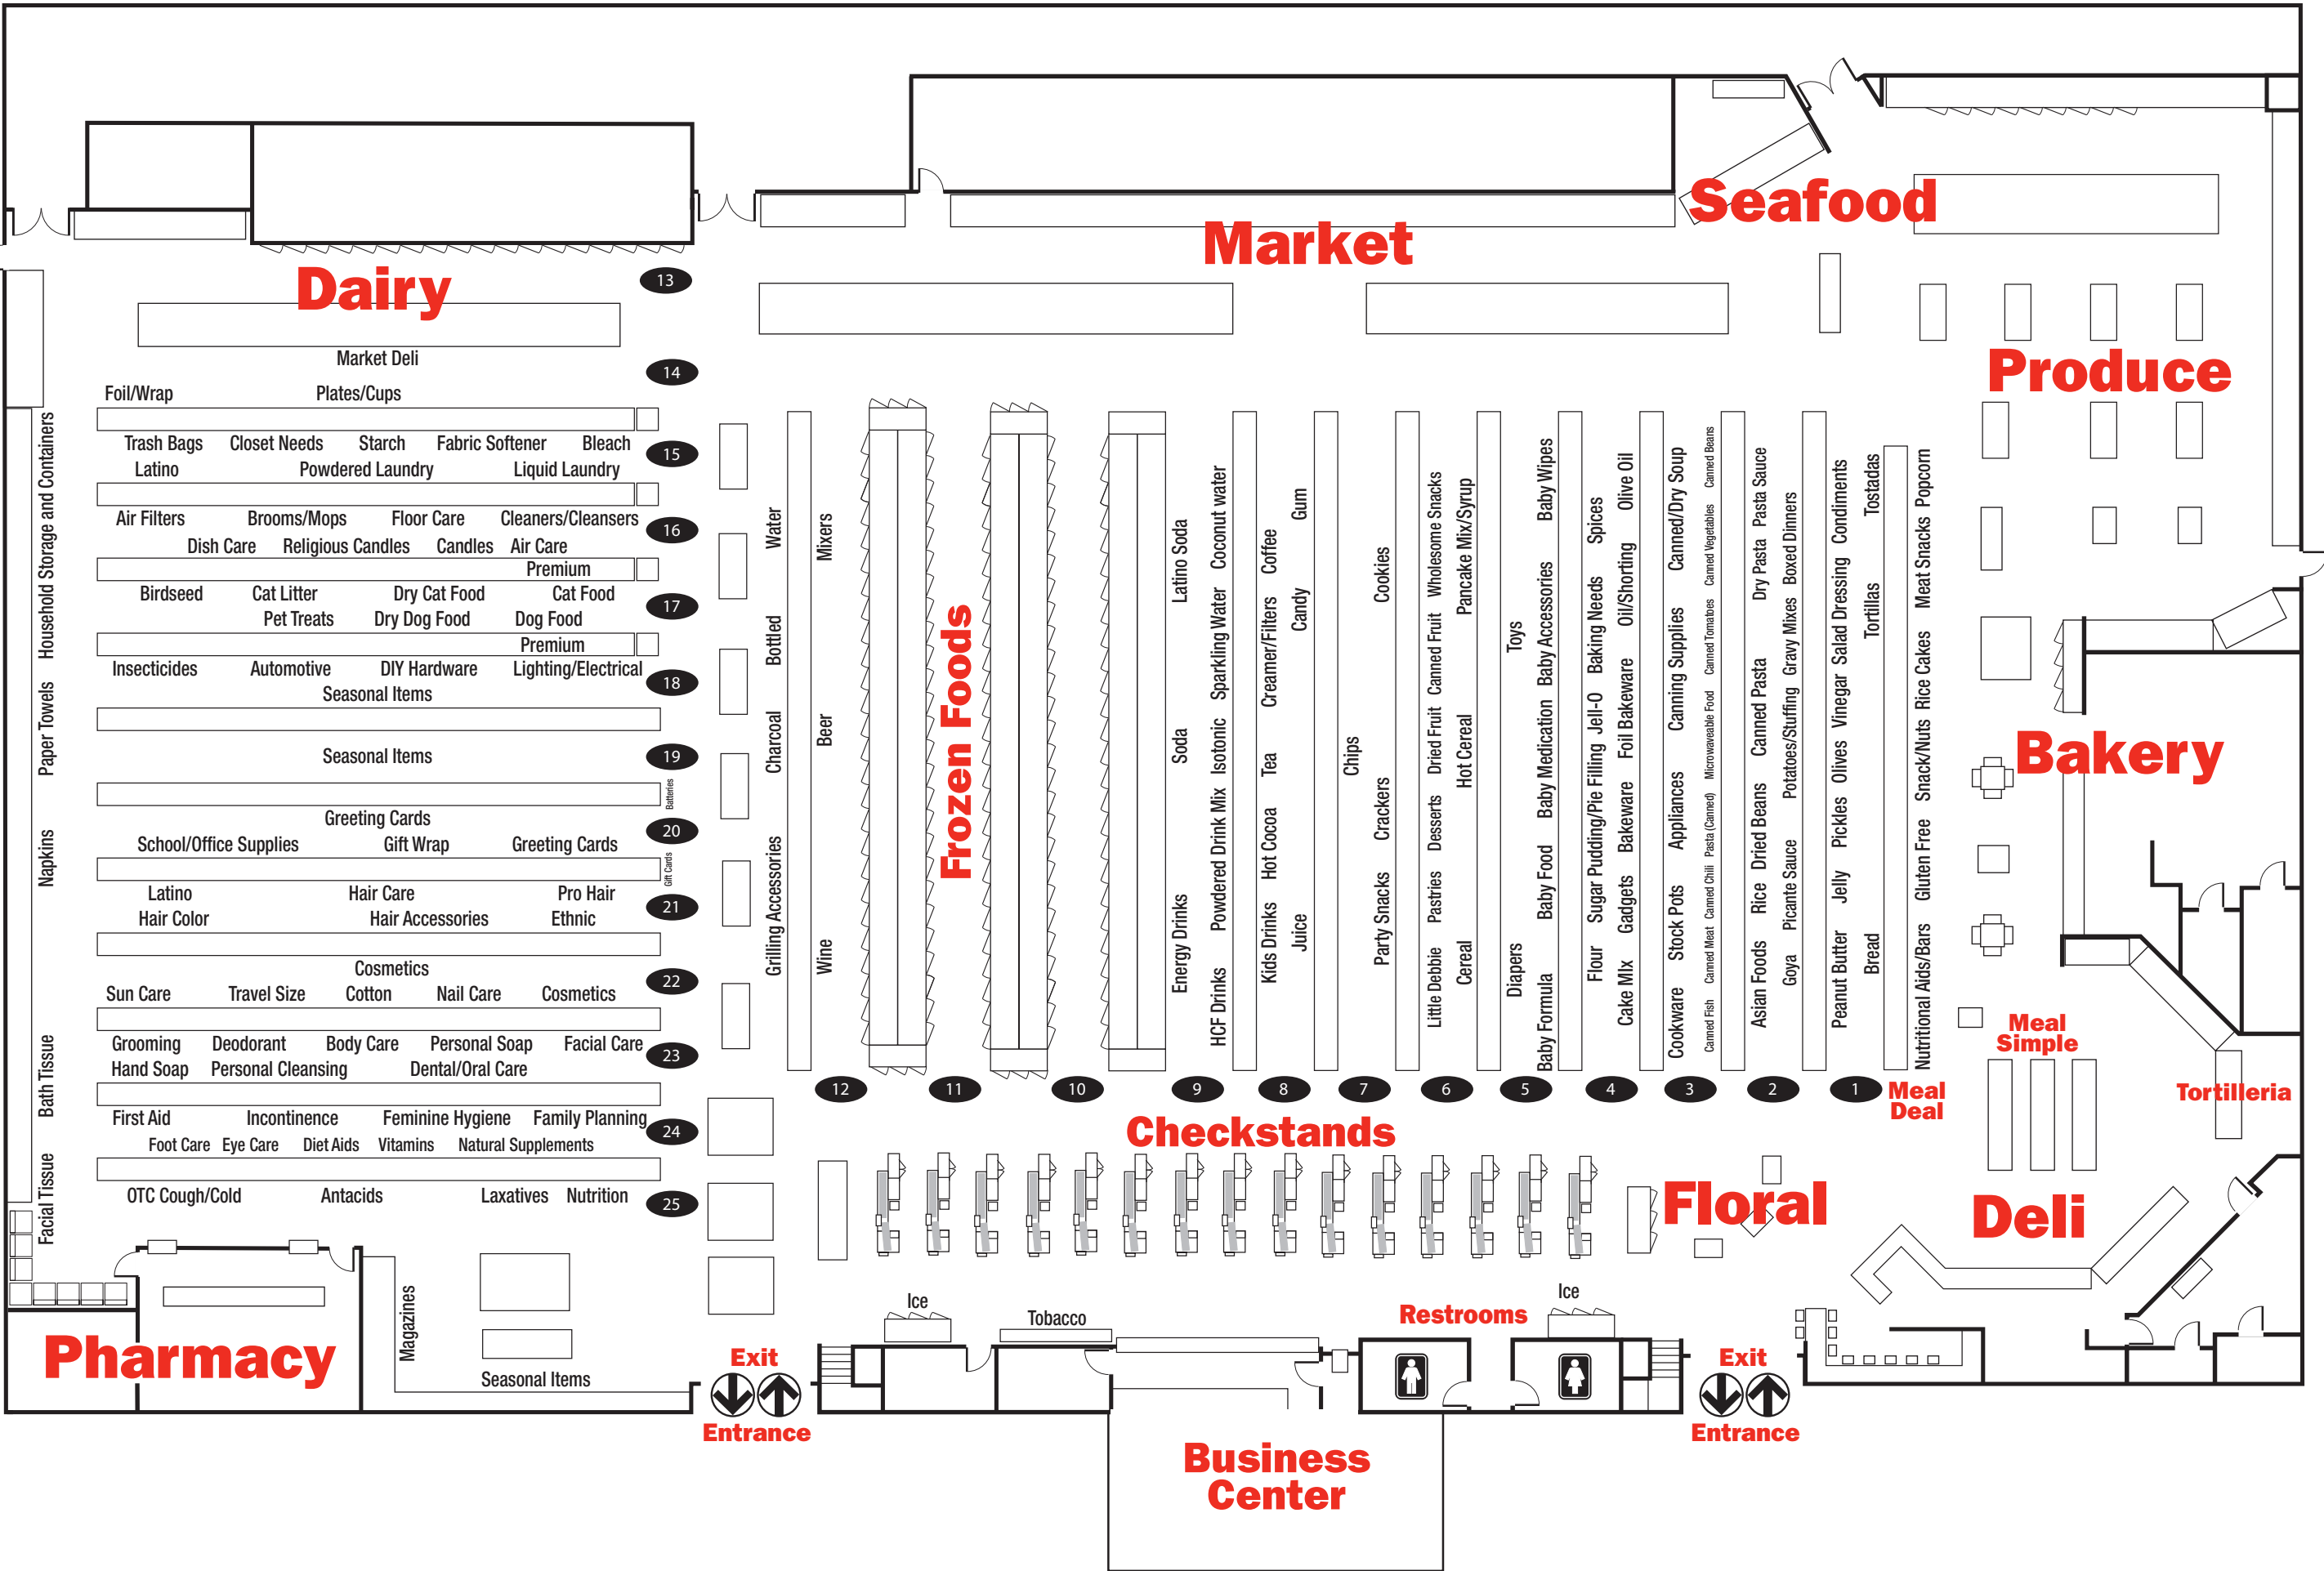 Seafood
Market
Dairy
13
Market Deli
14
Foil/Wrap Plates/Cups
Trash Bags Closet Needs Starch Fabric Softener Bleach
15
Latino Powdered Laundry Liquid Laundry
Air Filters Brooms/Mops Floor Care Cleaners/Cleansers
16
Dish Care Religious Candles Candles Air Care
Premium
Birdseed Cat Litter Dry Cat Food Cat Food
17
Pet Treats Dry Dog Food Dog Food
Premium
Insecticides Automotive DIY Hardware Lighting/Electrical
18
Seasonal Items
Seasonal Items
19
Batteries
Greeting Cards
20
School/Office Supplies Gift Wrap Greeting Cards
Gift Cards
Latino Hair Care Pro Hair
21
Hair Color Hair Accessories Ethnic
Cosmetics
22
Sun Care Travel Size Cotton Nail Care Cosmetics
Grooming Deodorant Body Care Personal Soap Facial Care
23
Hand Soap Personal Cleansing Dental/Oral Care
First Aid Incontinence Feminine Hygiene Family Planning
24
Foot Care Eye Care Diet Aids Vitamins Natural Supplements
OTC Cough/Cold Antacids Laxatives Nutrition
25
Facial Tissue Bath Tissue Napkins Paper Towels Household Storage and Containers
Pharmacy
Magazines
Seasonal Items
Grilling Accessories Charcoal Bottled Water
Wine Beer Mixers
Frozen Foods
Energy Drinks Soda Latino Soda
HCF Drinks Powdered Drink Mix Isotonic Sparkling Water Coconut water
Kids Drinks Hot Cocoa Tea Creamer/Filters Coffee
Juice Candy Gum
Chips
Party Snacks Crackers Cookies
Little Debbie Pastries Desserts Dried Fruit Canned Fruit Wholesome Snacks
Cereal Hot Cereal Pancake Mix/Syrup
Diapers Toys
Baby Formula Baby Food Baby Medication Baby Accessories Baby Wipes
Flour Sugar Pudding/Pie Filling Jell-O Baking Needs Spices
Cake MIx Gadgets Bakeware Foil Bakeware Oil/Shorting Olive Oil
Cookware Stock Pots Appliances Canning Supplies Canned/Dry Soup
Canned Fish Canned Meat Canned Chili Pasta (Canned) Microwaveable Food Canned Tomatoes Canned Vegetables Canned Beans
Asian Foods Rice Dried Beans Canned Pasta Dry Pasta Pasta Sauce
Goya Picante Sauce Potatoes/Stuffing Gravy Mixes Boxed Dinners
Peanut Butter Jelly Pickles Olives Vinegar Salad Dressing Condiments
Bread Tortillas Tostadas
Nutritional Aids/Bars Gluten Free Snack/Nuts Rice Cakes Meat Snacks Popcorn
12 11 10 9 8 7 6 5 4 3 2 1
Meal
Deal
Produce
Bakery
Meal
Simple
Tortilleria
Checkstands
Floral
Deli
Ice
Tobacco
Restrooms
Ice
Exit
Entrance
Exit
Entrance
Business
Center